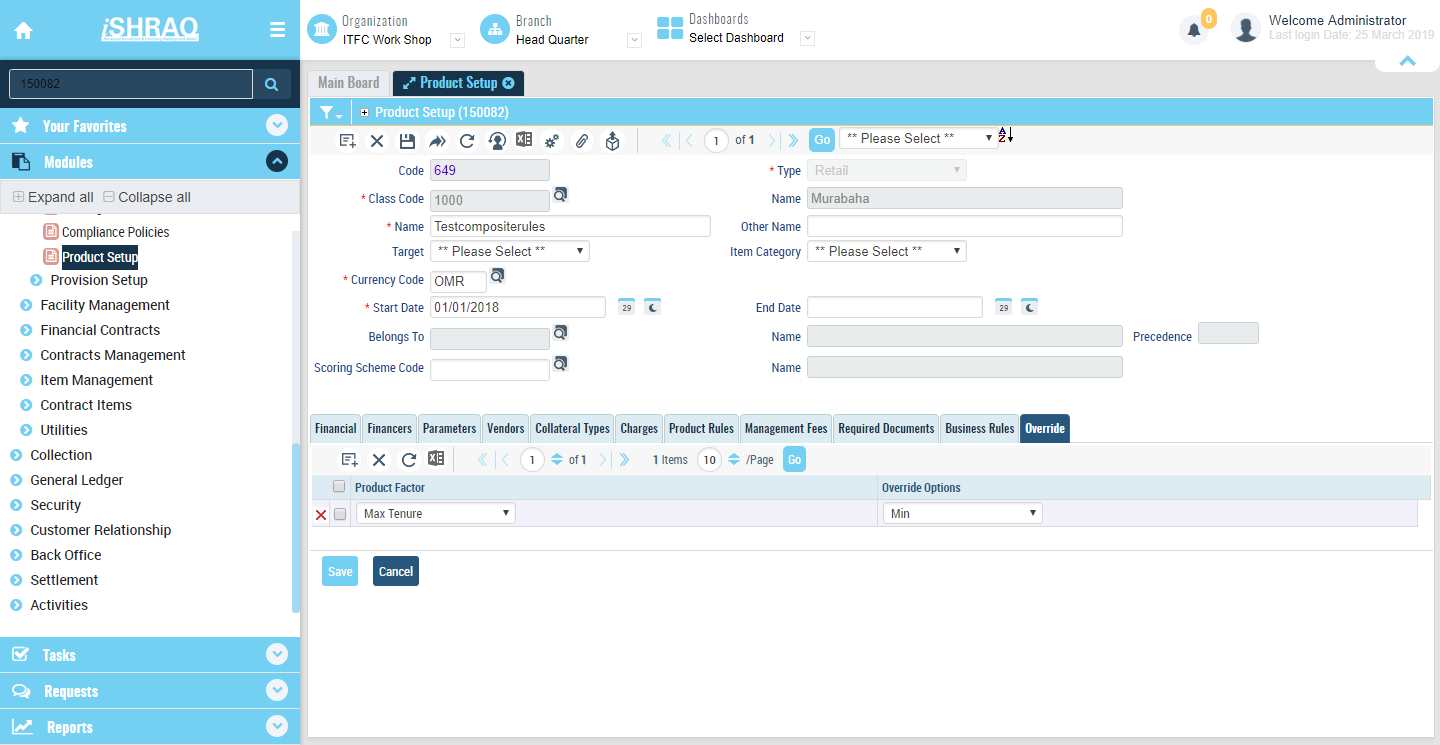 iSHRAQ
Organization
ITFC Work Shop
Branch
Head Quarter
Dashboards
Select Dashboard
0
Welcome Administrator
Last login Date: 25 March 2019
150082
Your Favorites
Modules
Expand all Collapse all
Compliance Policies
Product Setup
Provision Setup
Facility Management
Financial Contracts
Contracts Management
Item Management
Contract Items
Utilities
Collection
General Ledger
Security
Customer Relationship
Back Office
Settlement
Activities
Tasks
Requests
Reports
Main Board Product Setup
Product Setup (150082)
1 of 1 Go ** Please Select ** A Z
Code 649 * Type Retail
* Class Code 1000 Name Murabaha
* Name Testcompositerules Other Name
Target ** Please Select ** Item Category ** Please Select **
* Currency Code OMR
* Start Date 01/01/2018 29 End Date 29
Belongs To Name Precedence
Scoring Scheme Code Name
Financial Financers Parameters Vendors Collateral Types Charges Product Rules Management Fees Required Documents Business Rules Override
1 of 1 1 Items 10 /Page Go
Product Factor Override Options
Max Tenure Min
Save Cancel